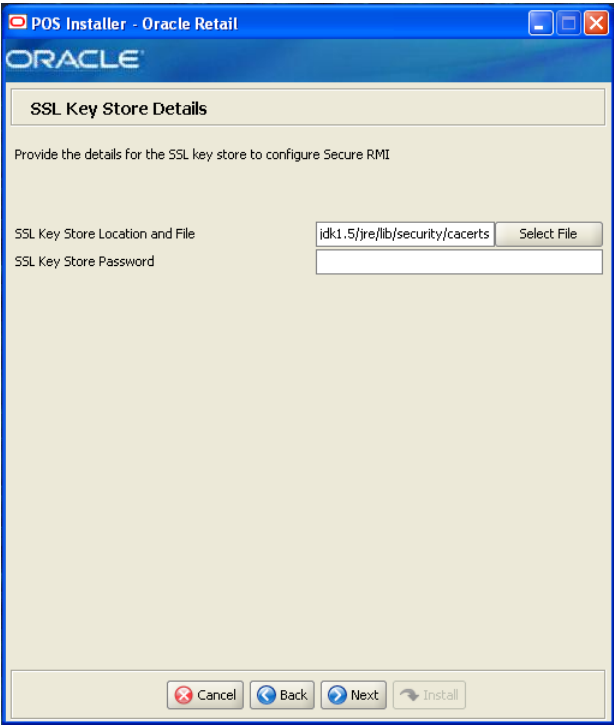 POS Installer - Oracle Retail
ORACLE
SSL Key Store Details
Provide the details for the SSL key store to configure Secure RMI
SSL Key Store Location and File jdk1.5/jre/lib/security/cacerts Select File
SSL Key Store Password
Cancel Back Next Install